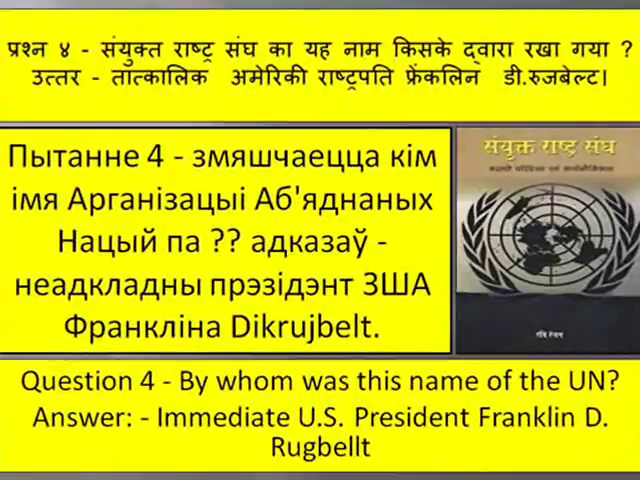 प्रश्न ४ - संयुक्त राष्ट्र संघ का यह नाम किसके द्वारा रखा गया ?
उत्तर - तात्कालिक अमेरिकी राष्ट्रपति फ्रेंकलिन डी.रुजबेल्ट।
Пытанне 4 - змяшчаецца кім
імя Арганізацыі Аб'яднаных
Нацый па ?? адказаў -
неадкладны прэзідэнт ЗША
Франкліна Dikrujbelt.
संयुक्त राष्ट्र संघ
Question 4 - By whom was this name of the UN?
Answer: - Immediate U.S. President Franklin D.
Rugbellt